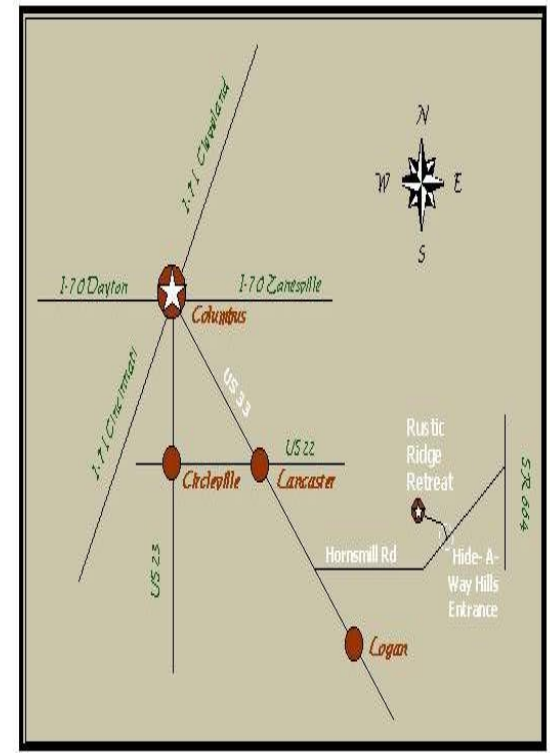 N
I-71 Cleveland
W
E
S
I-70 Dayton
I-70 Zanesville
Columbus
I-71 Cincinnati
US 33
Rustic
Ridge
Retreat
US 22
Circleville
Lancaster
SR 664
US 23
Hornsmill Rd
Hide-A-
Way Hills
Entrance
Logan